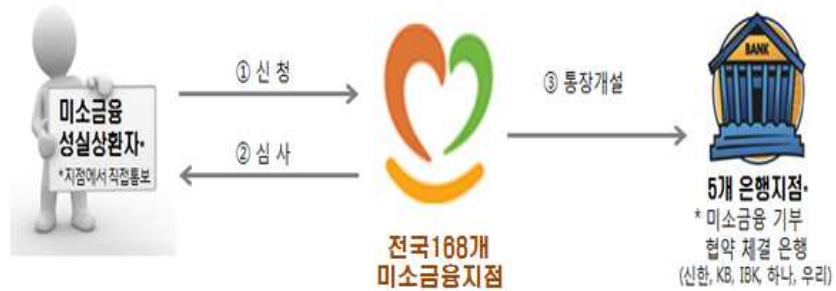 미소금융
성실상환자*
*지점에서 직접통보
① 신 청
② 심 사
전국168개
미소금융지점
③ 통장개설
BANK
5개 은행지점*
* 미소금융 기부
협약 체결 은행
(신한, KB, IBK, 하나, 우리)